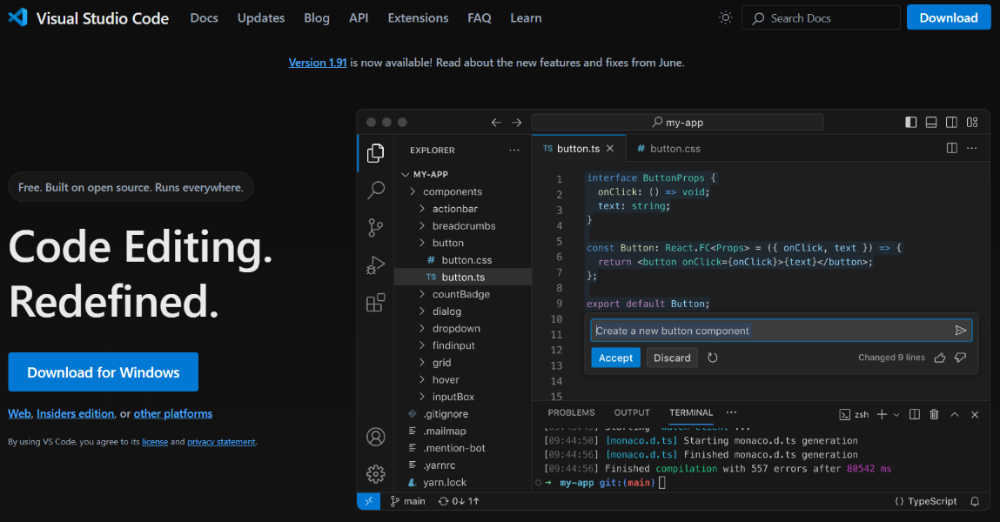 Visual Studio Code Docs Updates Blog API Extensions FAQ Learn Search Docs Download
Version 1.91 is now available! Read about the new features and fixes from June.
Free. Built on open source. Runs everywhere.
Code Editing.
Redefined.
Download for Windows
Web, Insiders edition, or other platforms
By using VS Code, you agree to its license and privacy statement.
my-app
EXPLORER ...
MY-APP
components
actionbar
breadcrumbs
button
# button.css
TS button.ts
countBadge
dialog
dropdown
findinput
grid
hover
inputBox
.gitignore
.mailmap
.mention-bot
.yarnrc
yarn.lock
TS button.ts # button.css
1 interface ButtonProps {
2 onClick: () => void;
3 text: string;
4 }
5
6 const Button: React.FC<Props> = ({ onClick, text }) => {
7 return <button onClick={onClick}>{text}</button>;
8 };
9 export default Button;
10
11
12
13
14
15
Create a new button component
Accept Discard Changed 9 lines
PROBLEMS OUTPUT TERMINAL ... zsh
[09:44:50] [monaco.d.ts] Starting monaco.d.ts generation
[09:44:56] [monaco.d.ts] Finished monaco.d.ts generation
[09:44:56] Finished compilation with 557 errors after 80542 ms
my-app git:(main)
main 0↓ 1↑ {} TypeScript